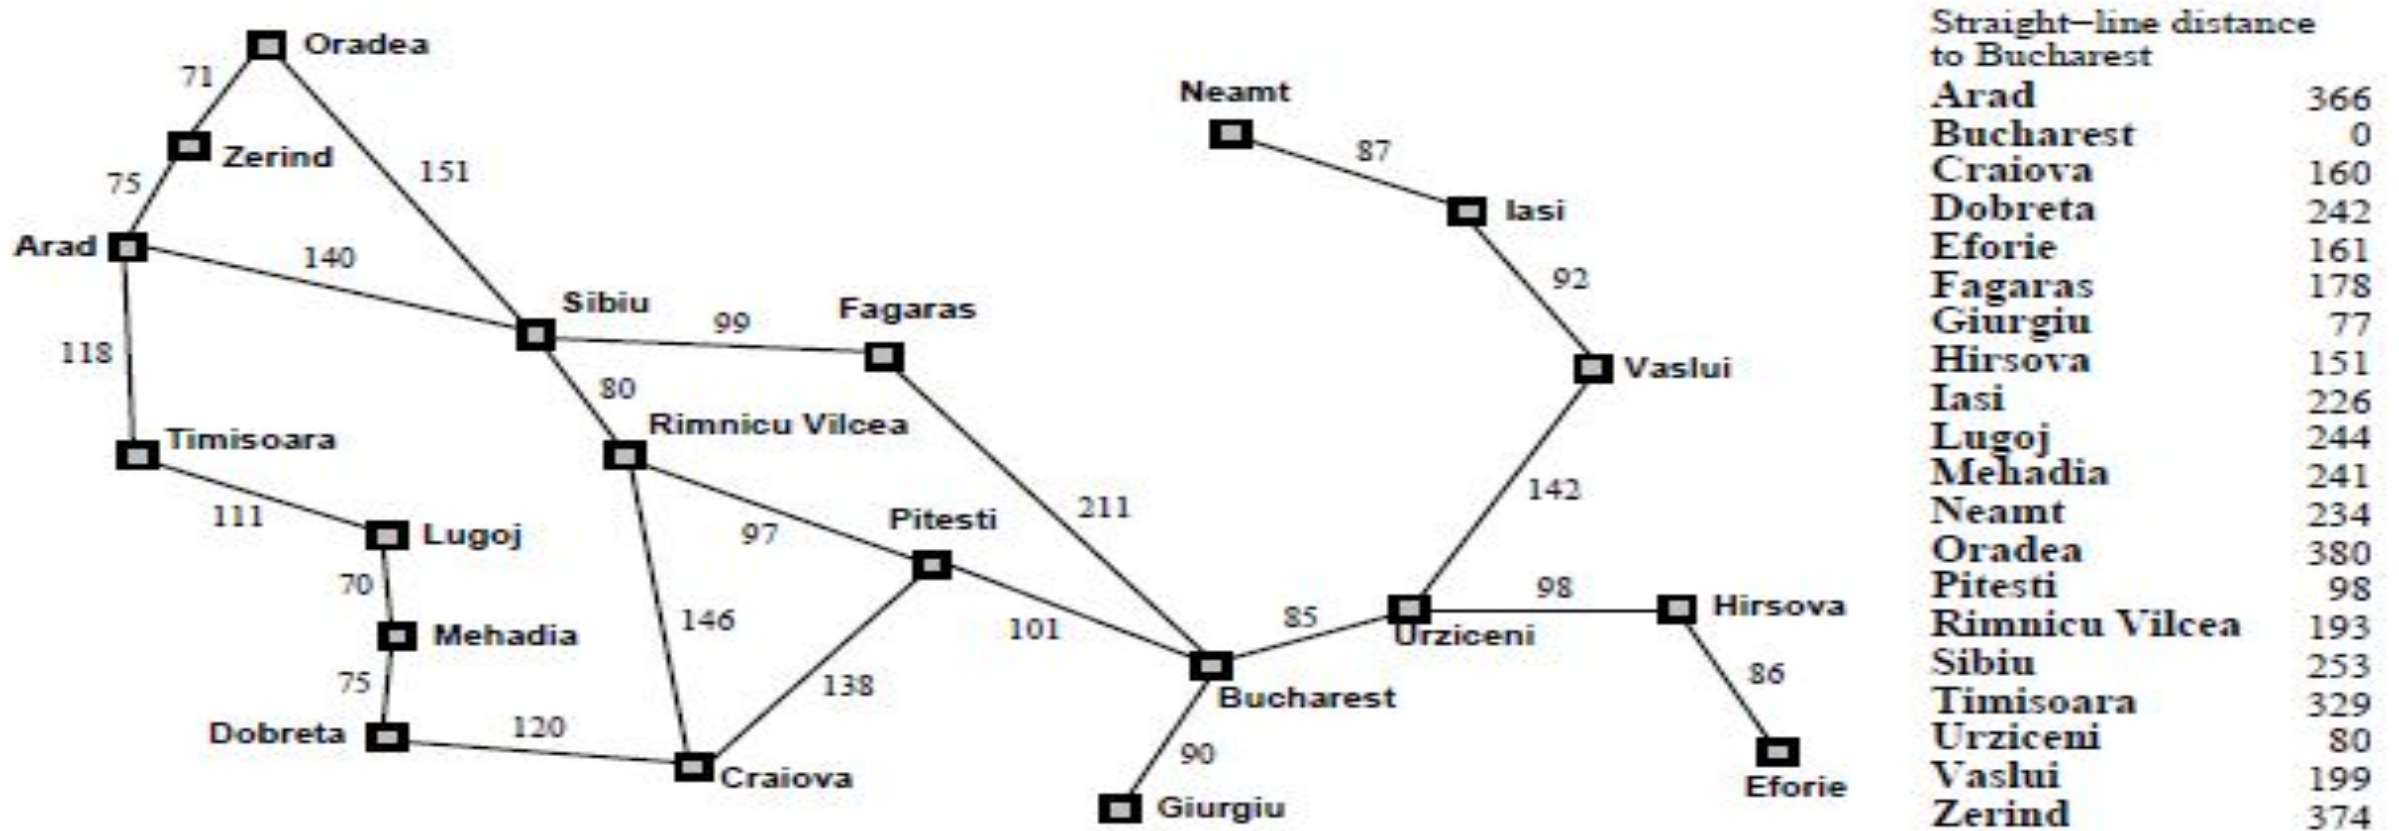 Oradea
71
Neamt
Zerind
87
151
75
Iasi
Arad
140
92
Sibiu
Fagaras
99
118
Vaslui
80
Timisoara
Rimnicu Vilcea
142
211
111
Lugoj
97
Pitesti
70
98
Hirsova
146
101
85
Urziceni
Mehadia
86
75
138
Bucharest
120
Dobreta
90
Craiova
Eforie
Giurgiu
Straight-line distance
to Bucharest
Arad 366
Bucharest 0
Craiova 160
Dobreta 242
Eforie 161
Fagaras 178
Giurgiu 77
Hirsova 151
Iasi 226
Lugoj 244
Mehadia 241
Neamt 234
Oradea 380
Pitesti 98
Rimnicu Vilcea 193
Sibiu 253
Timisoara 329
Urziceni 80
Vaslui 199
Zerind 374